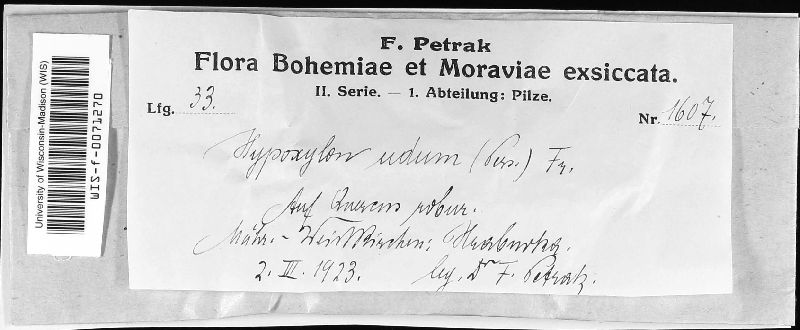 University of Wisconsin-Madison (WIS)
WIS-f-0071270
F. Petrak
Flora Bohemiae et Moraviae exsiccata.
II. Serie. — 1. Abteilung: Pilze.
Lfg. 33.
Nr. 1607.
Hypoxylon udum (Pers.) Fr.
Auf Quercus robur.
Mähr.-Weisskirchen: Hrabuvka.
2. III. 1923. leg. Dr F. Petrak.